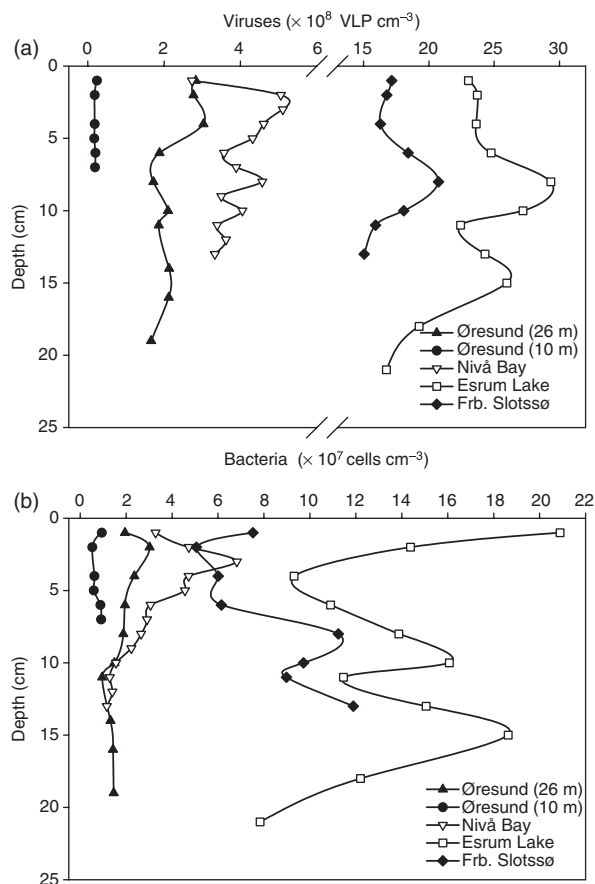 Viruses (× 10⁸ VLP cm⁻³)
(a)
0 2 4 6 15 20 25 30
0
5
10
15
20
25
Depth (cm)
Øresund (26 m)
Øresund (10 m)
Nivå Bay
Esrum Lake
Frb. Slotssø
Bacteria (× 10⁷ cells cm⁻³)
(b)
0 2 4 6 8 10 12 14 16 18 20 22
0
5
10
15
20
25
Depth (cm)
Øresund (26 m)
Øresund (10 m)
Nivå Bay
Esrum Lake
Frb. Slotssø